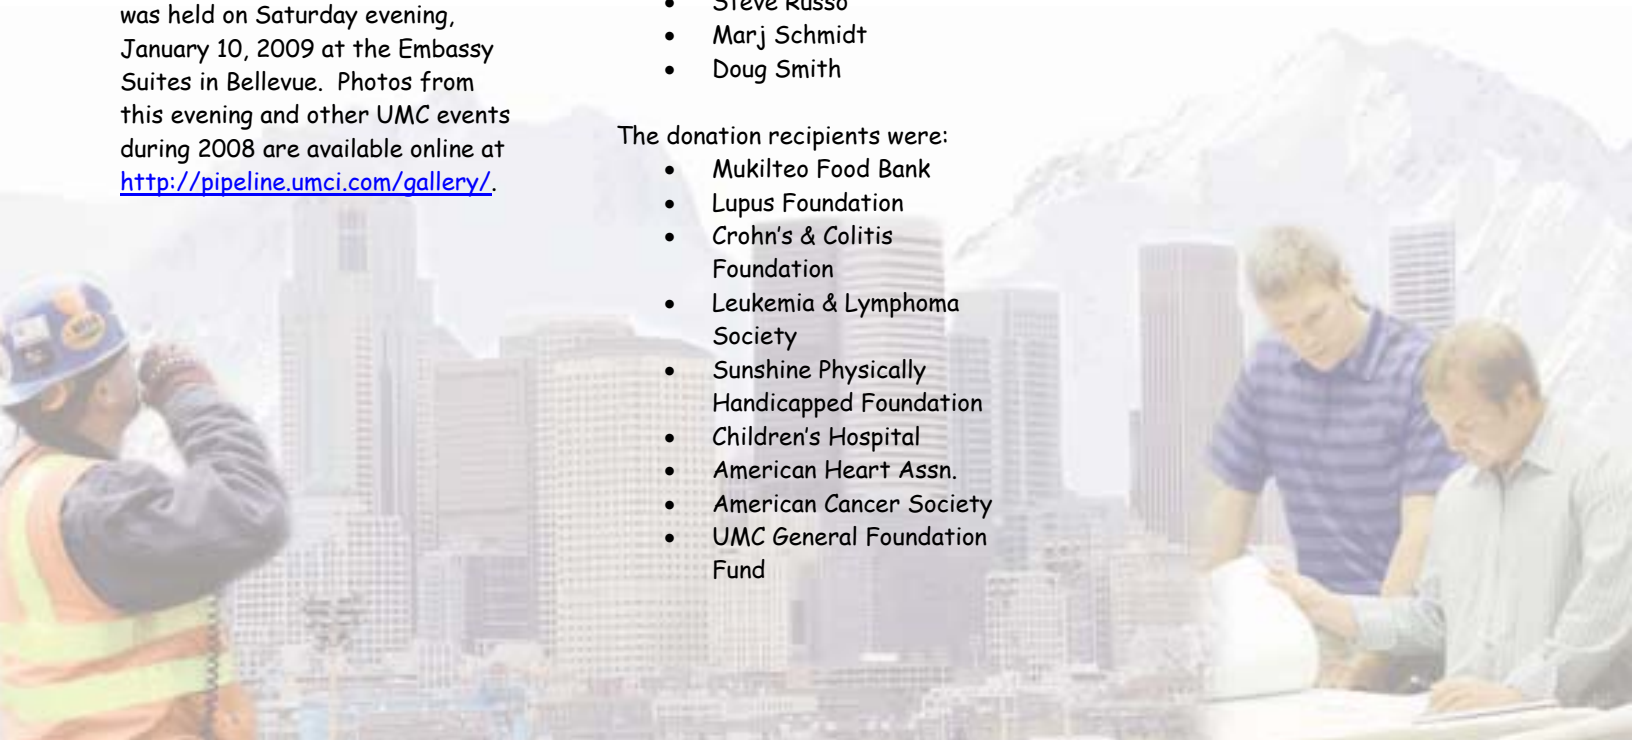 was held on Saturday evening,
January 10, 2009 at the Embassy
Suites in Bellevue.  Photos from
this evening and other UMC events
during 2008 are available online at
http://pipeline.umci.com/gallery/.
• Steve Russo
• Marj Schmidt
• Doug Smith
The donation recipients were:
• Mukilteo Food Bank
• Lupus Foundation
• Crohn's & Colitis
Foundation
• Leukemia & Lymphoma
Society
• Sunshine Physically
Handicapped Foundation
• Children's Hospital
• American Heart Assn.
• American Cancer Society
• UMC General Foundation
Fund